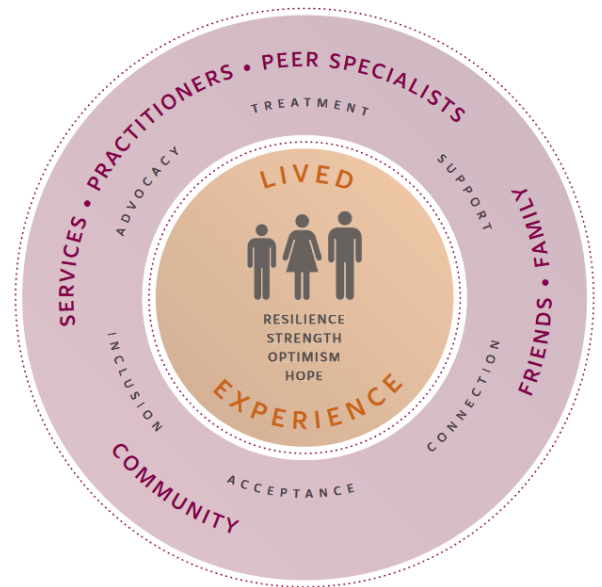 SERVICES • PRACTITIONERS • PEER SPECIALISTS
FRIENDS • FAMILY
COMMUNITY
TREATMENT
SUPPORT
CONNECTION
ACCEPTANCE
INCLUSION
ADVOCACY
LIVED
RESILIENCE
STRENGTH
OPTIMISM
HOPE
EXPERIENCE